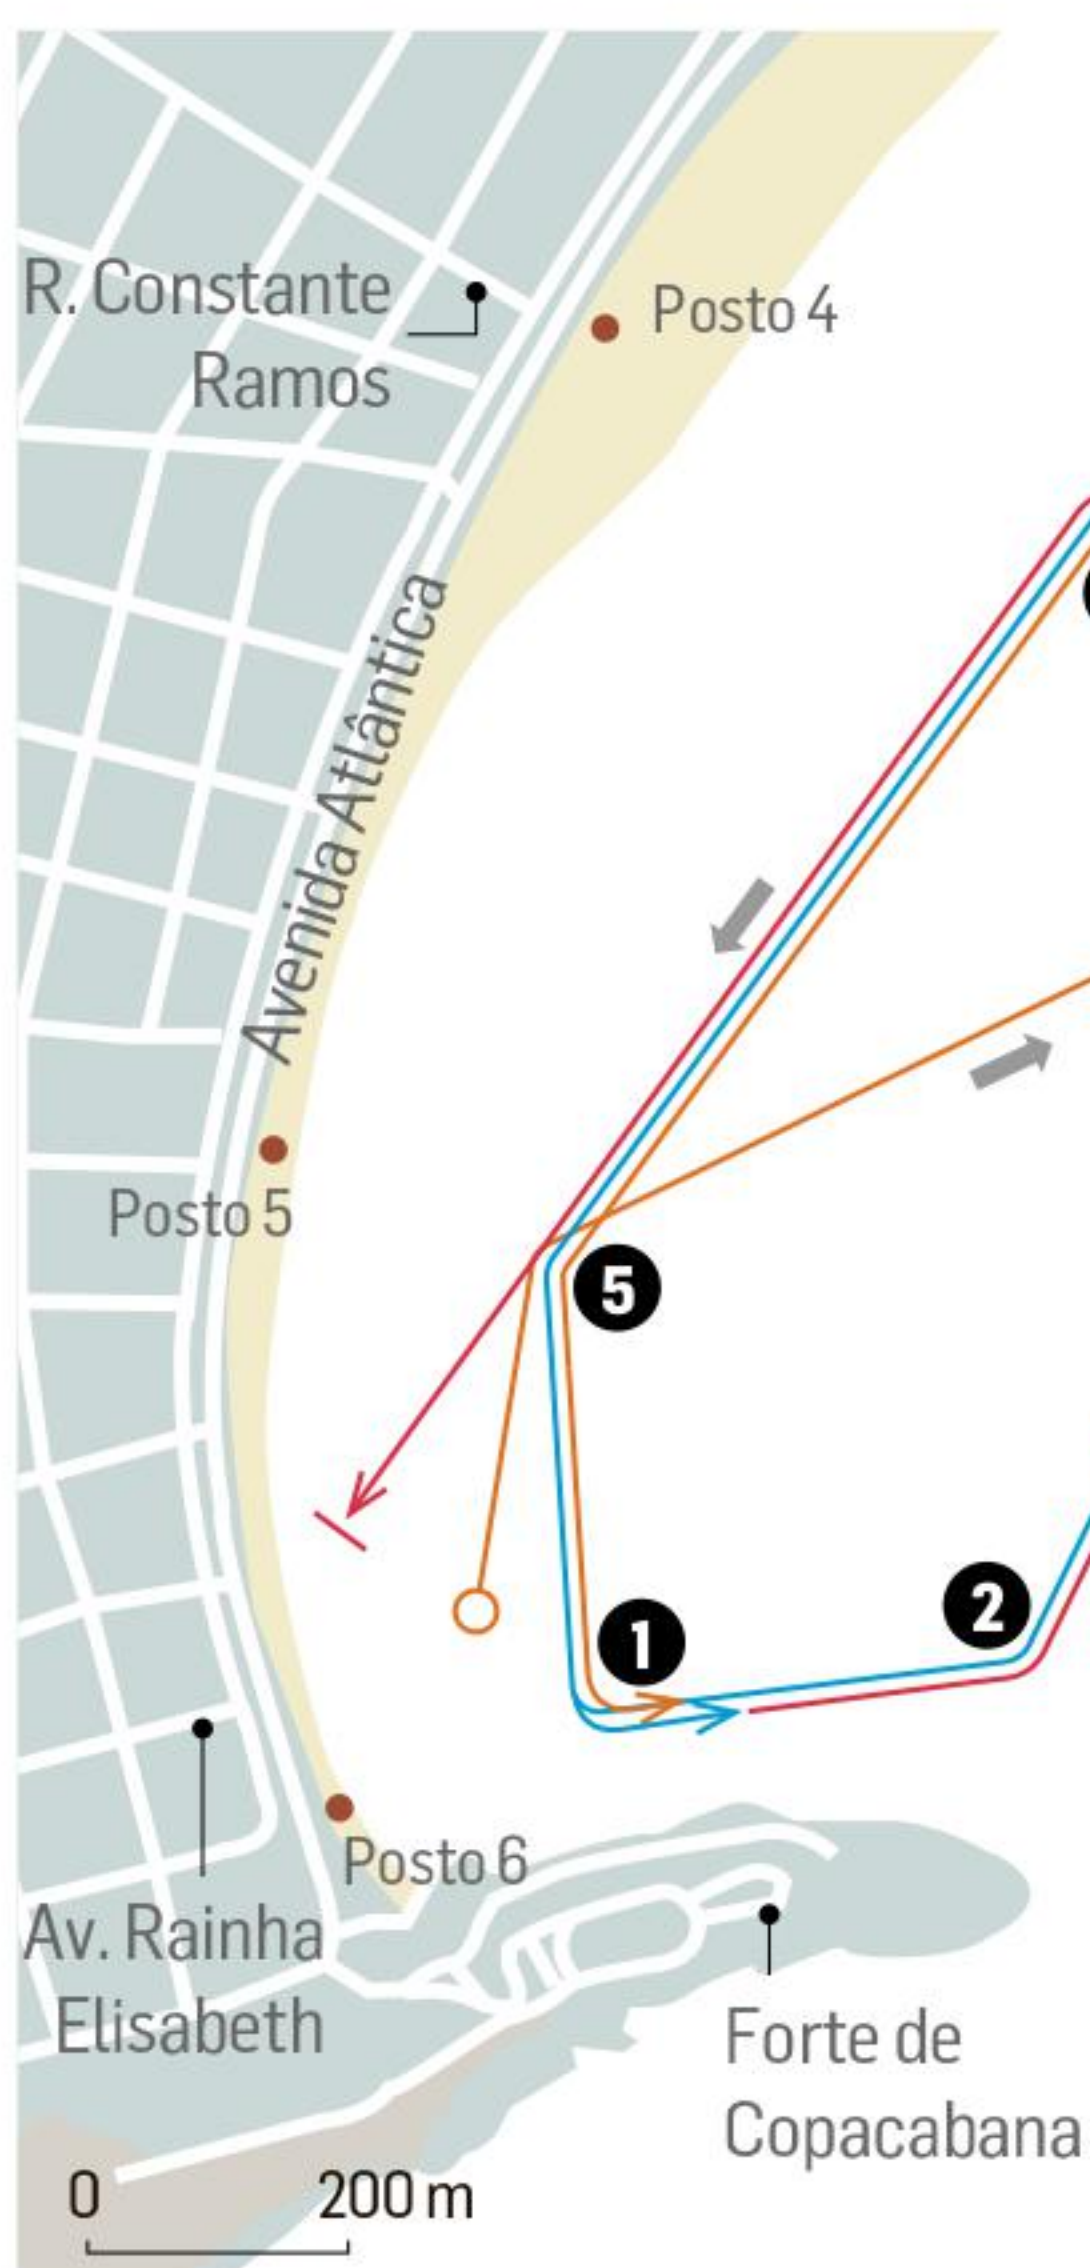 R. Constante
Ramos
Posto 4
Avenida Atlântica
Posto 5
5
1
2
Posto 6
Av. Rainha
Elisabeth
Forte de
Copacabana
0
200 m